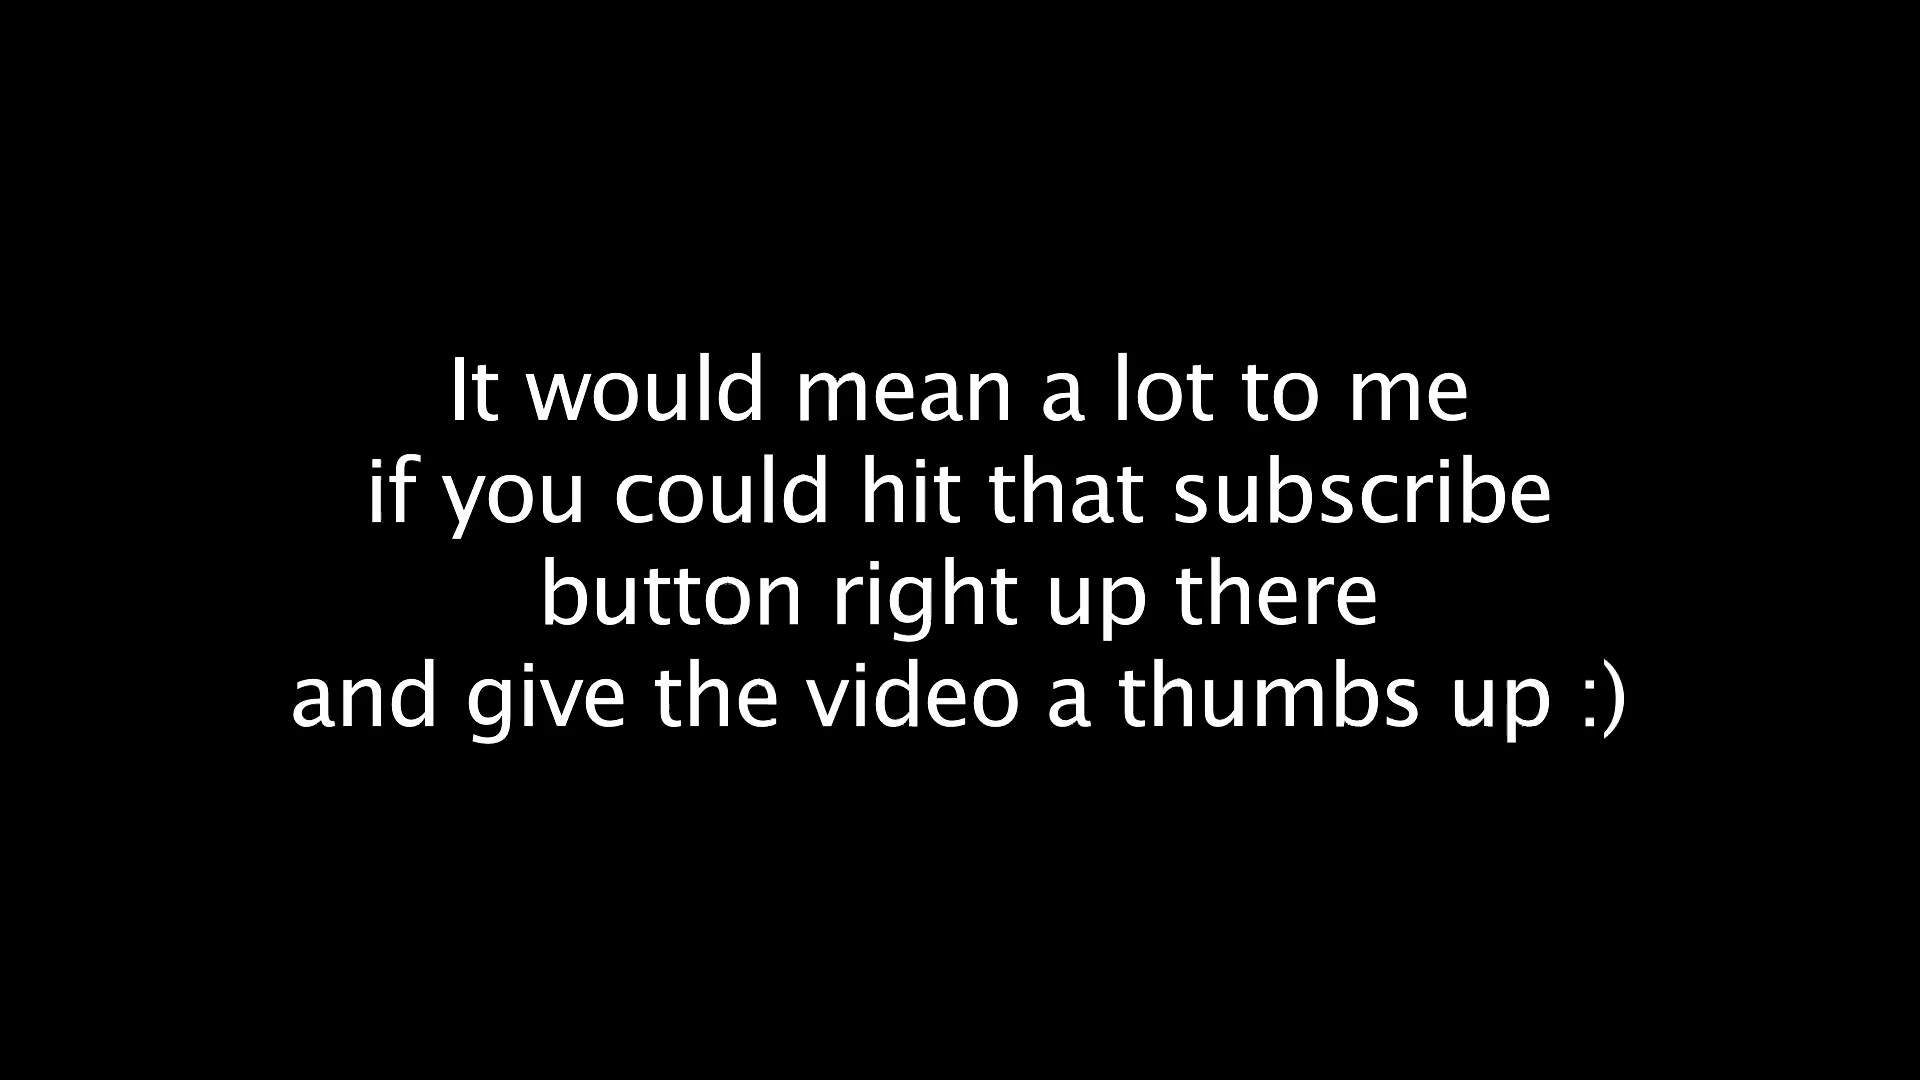 It would mean a lot to me
if you could hit that subscribe
button right up there
and give the video a thumbs up :)